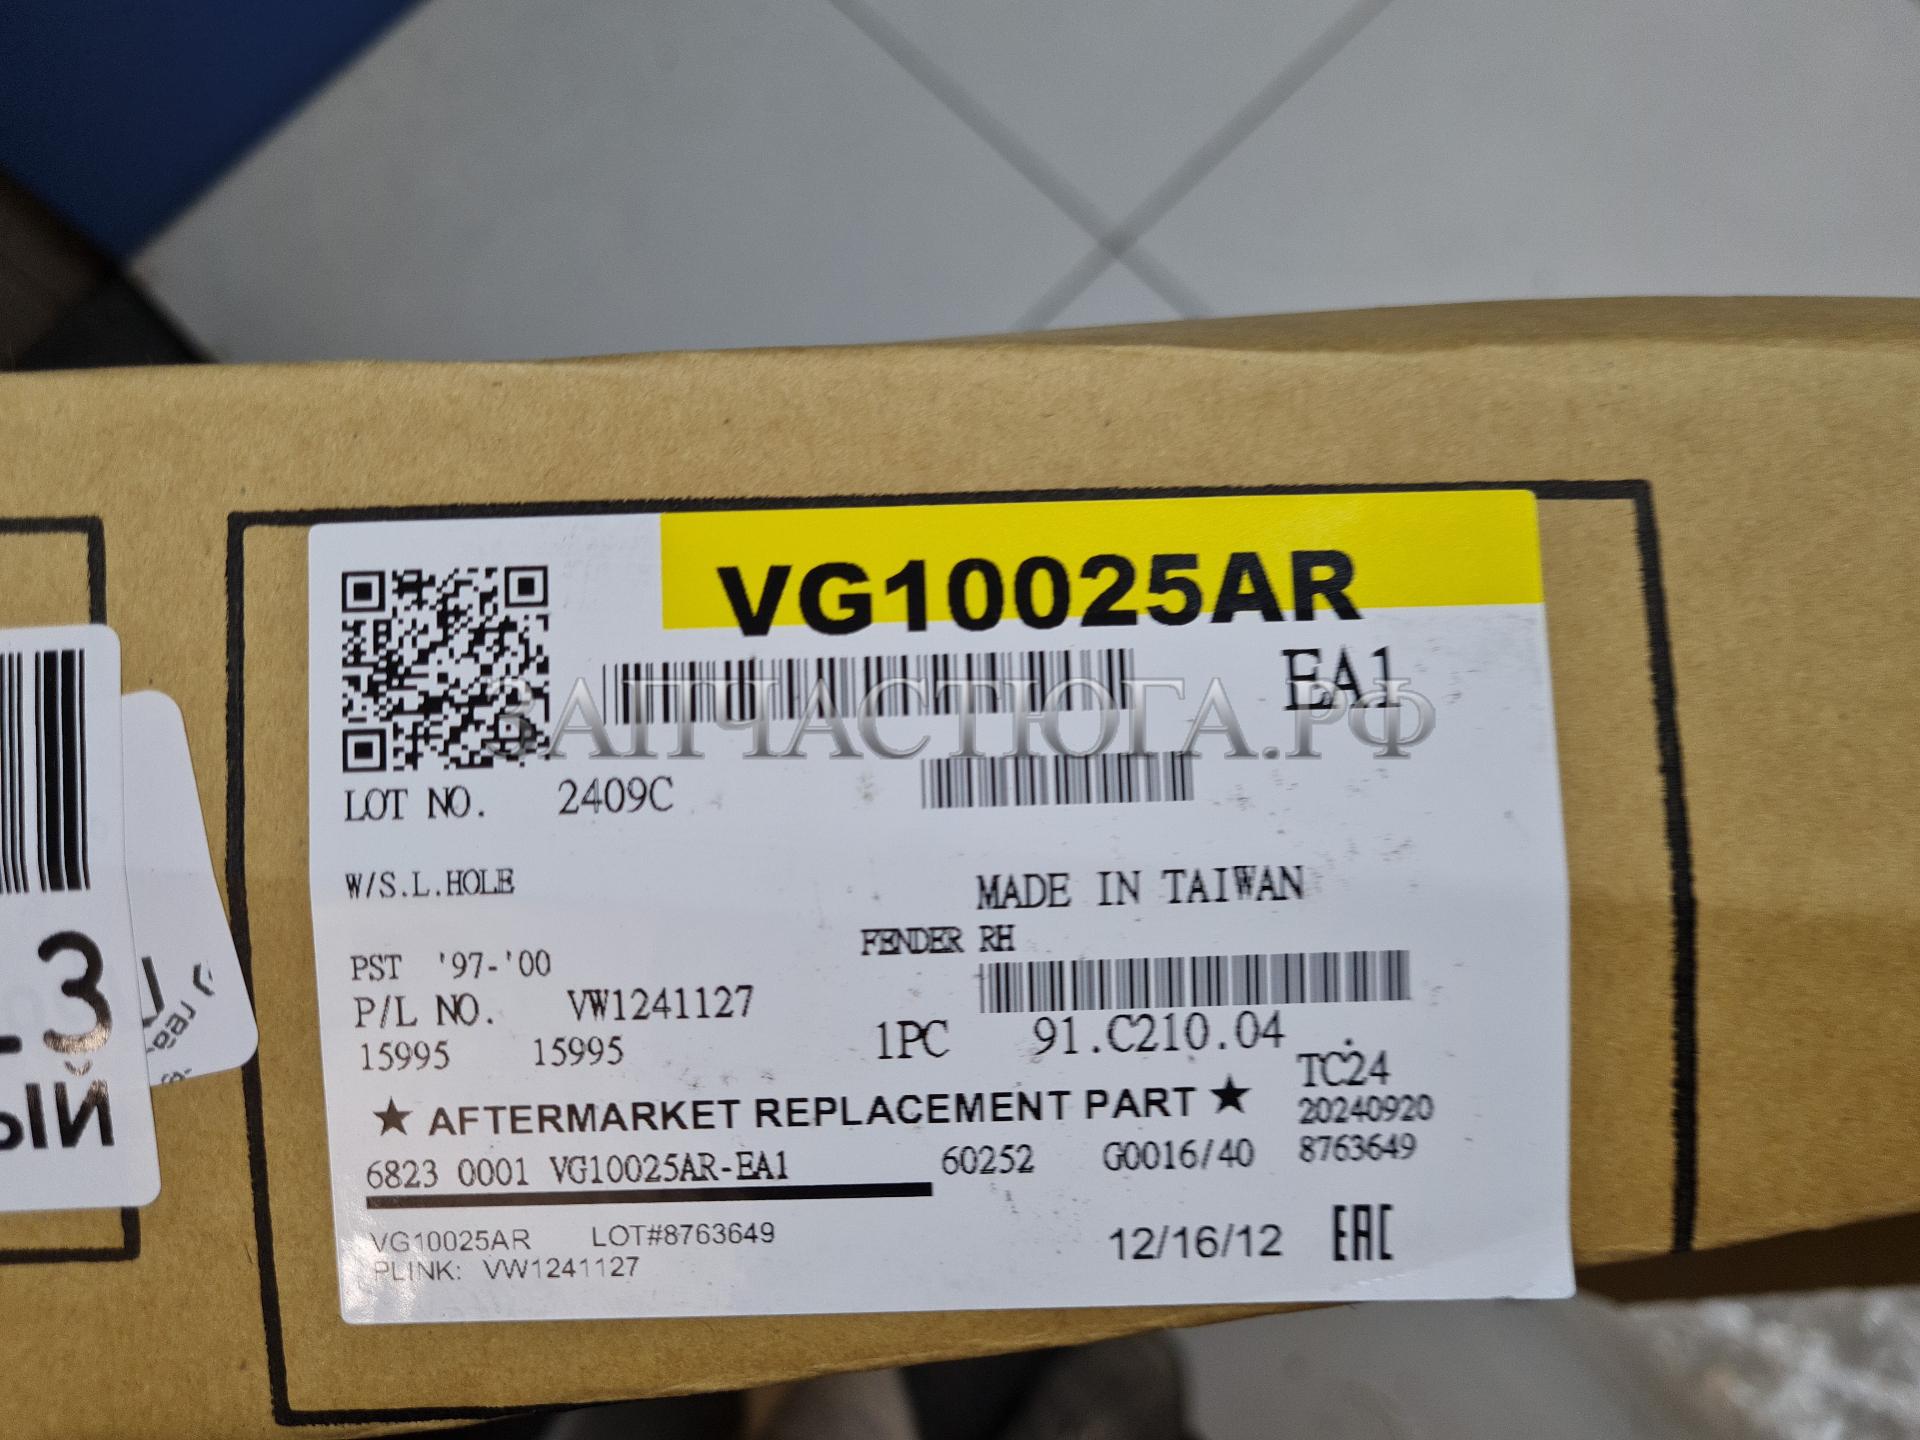 VG10025AR
EA1
ЗАПЧАСТЮГА.РФ
LOT NO. 2409C
W/S.L.HOLE
MADE IN TAIWAN
FENDER RH
PST '97-'00
P/L NO. VW1241127
15995 15995
1PC 91.C210.04
TC24
★ AFTERMARKET REPLACEMENT PART ★
20240920
6823 0001 VG10025AR-EA1 60252 G0016/40 8763649
VG10025AR LOT#8763649
PLINK: VW1241127
12/16/12 EAC
3
ЫЙ